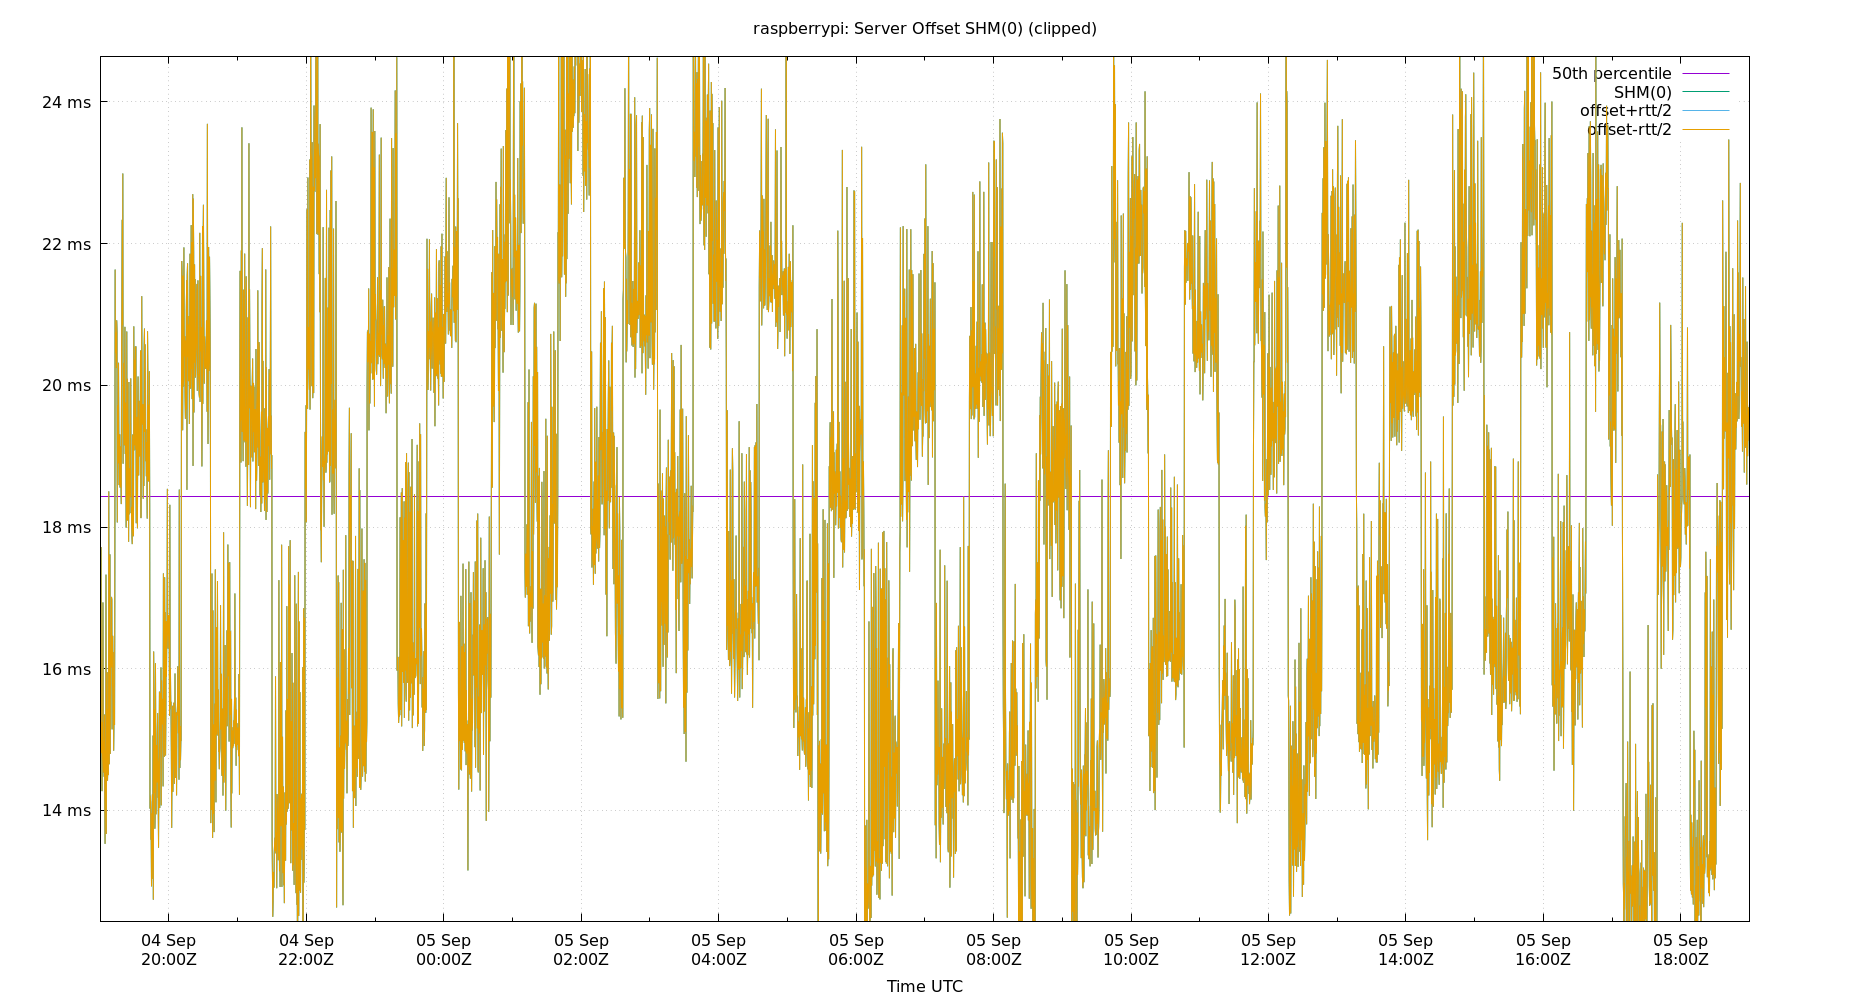 raspberrypi: Server Offset SHM(0) (clipped)
50th percentile
SHM(0)
offset+rtt/2
offset-rtt/2
24 ms
22 ms
20 ms
18 ms
16 ms
14 ms
04 Sep 04 Sep 05 Sep 05 Sep 05 Sep 05 Sep 05 Sep 05 Sep 05 Sep 05 Sep 05 Sep 05 Sep
20:00Z 22:00Z 00:00Z 02:00Z 04:00Z 06:00Z 08:00Z 10:00Z 12:00Z 14:00Z 16:00Z 18:00Z
Time UTC